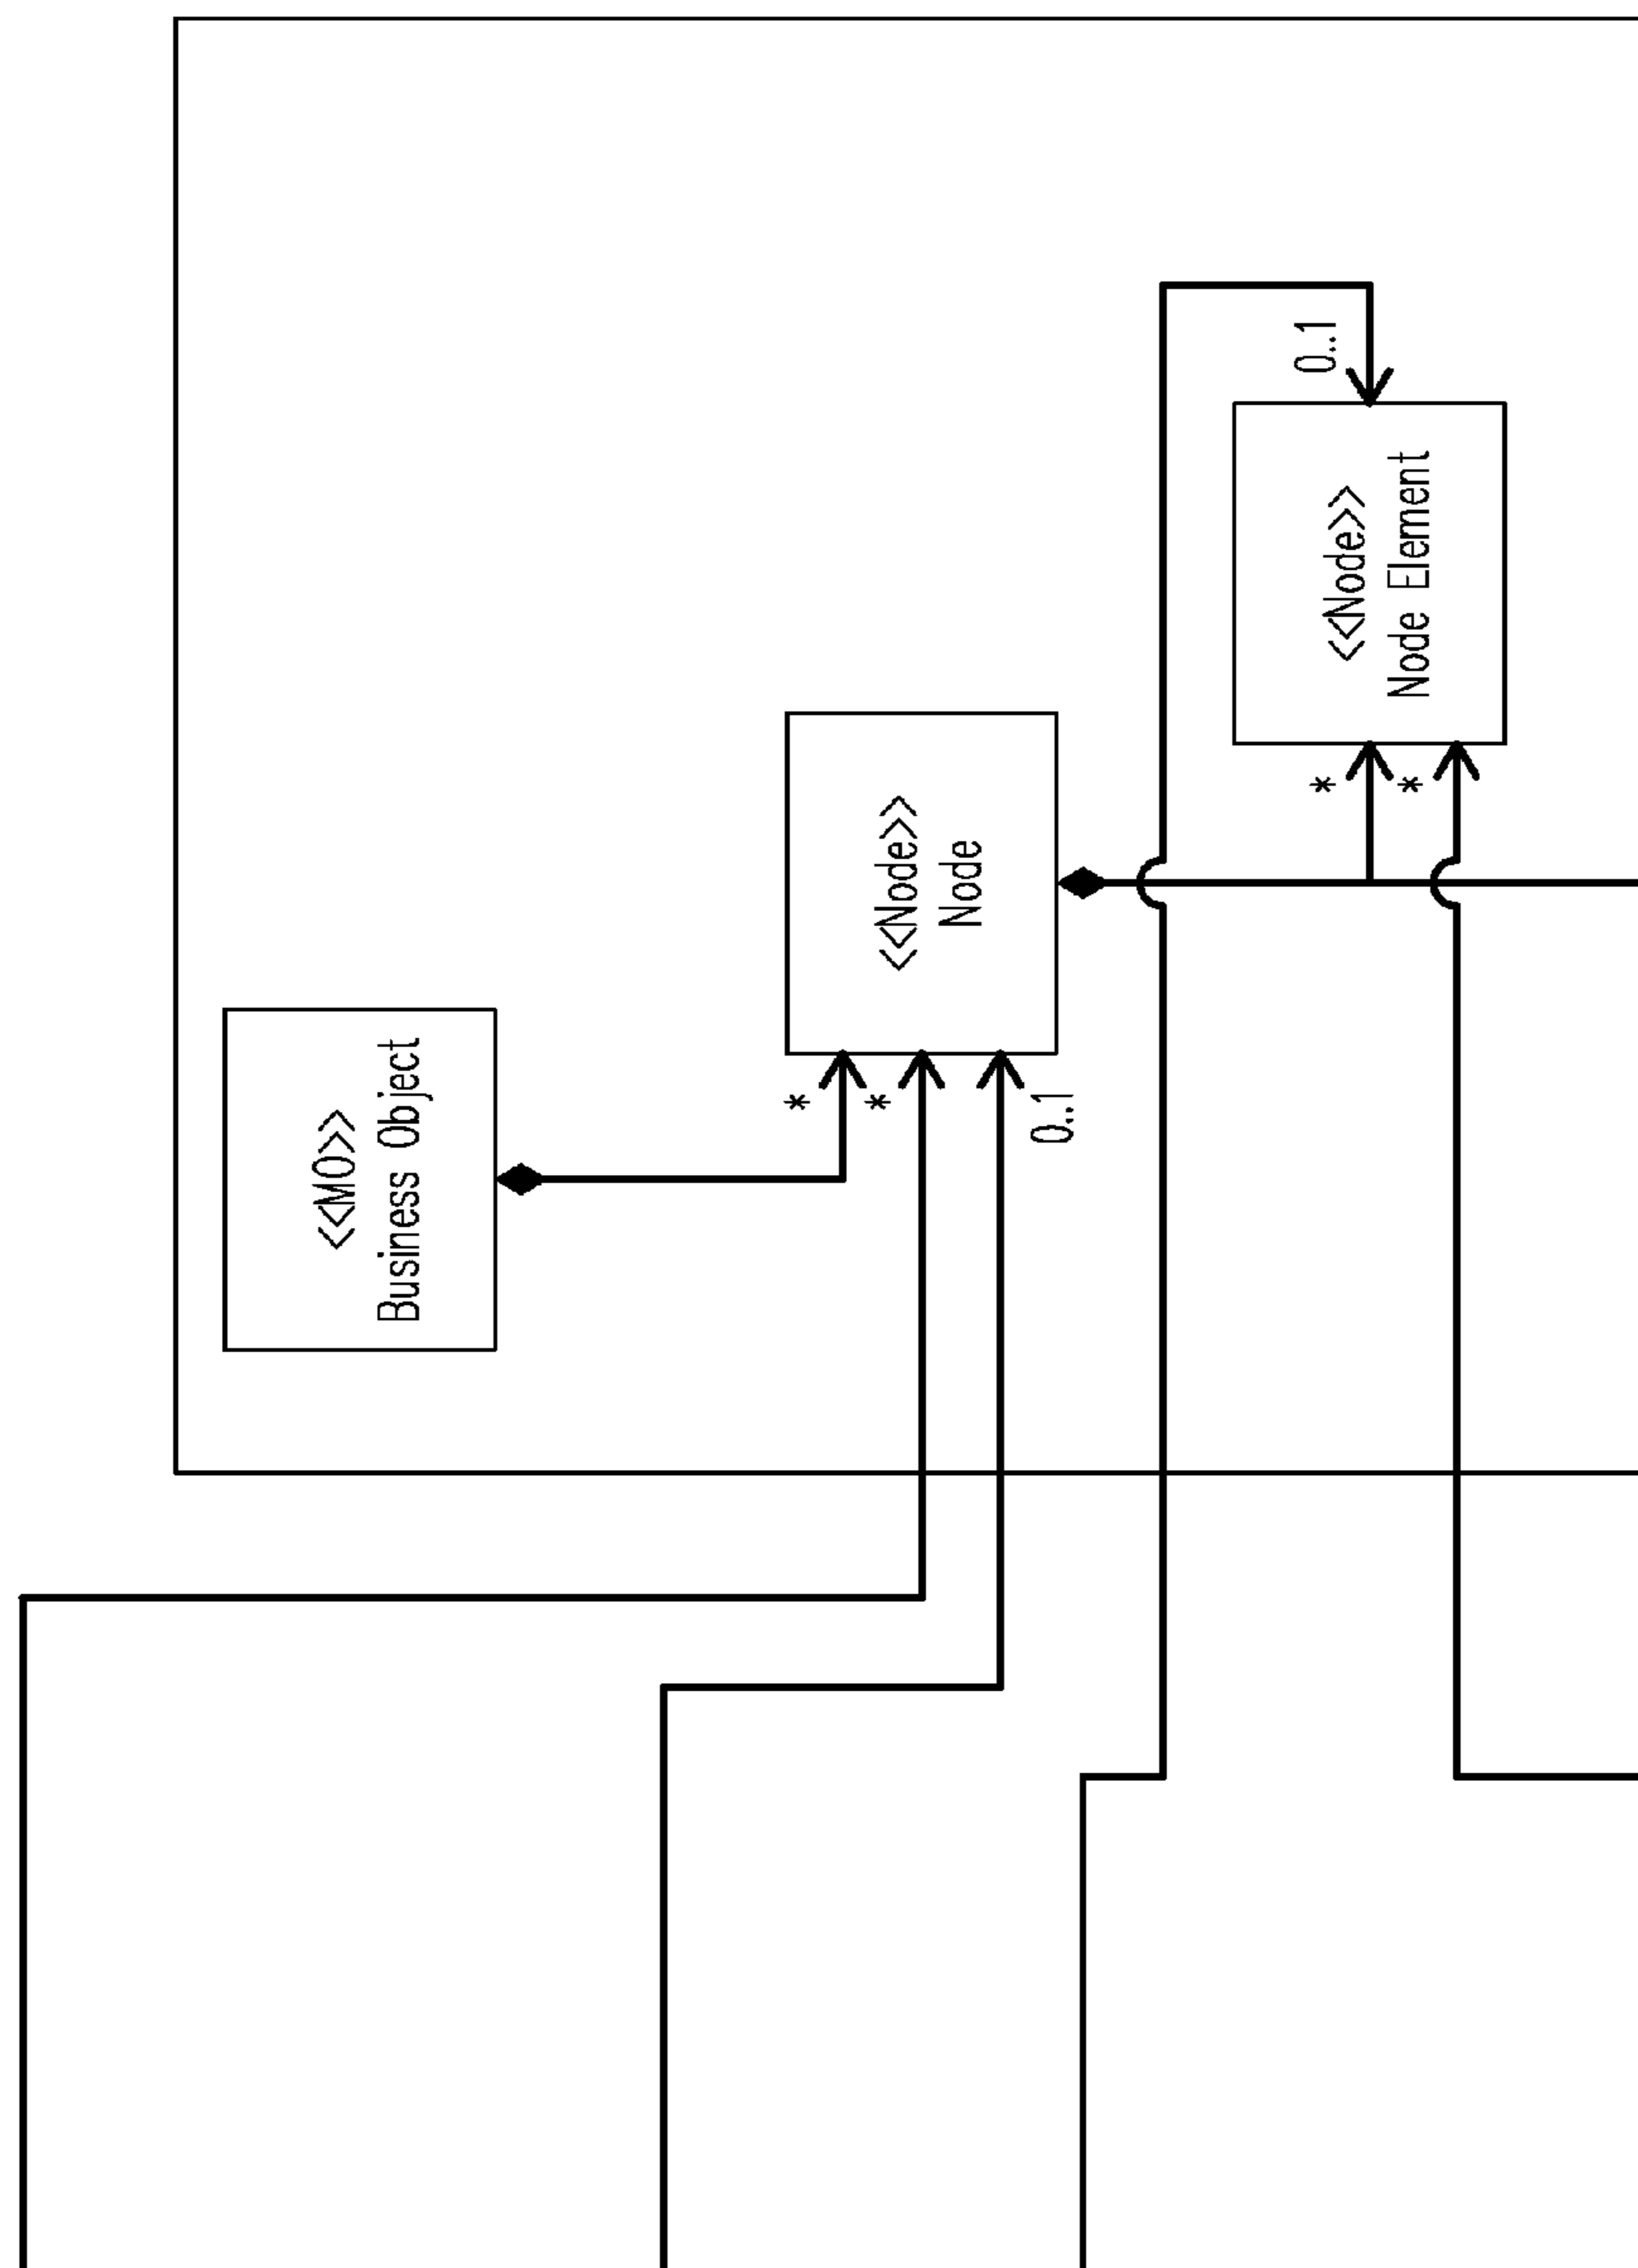 <<MO>>
Business Object
*
*
0..1
<<Node>>
Node
*
*
<<Node>>
Node Element
0..1